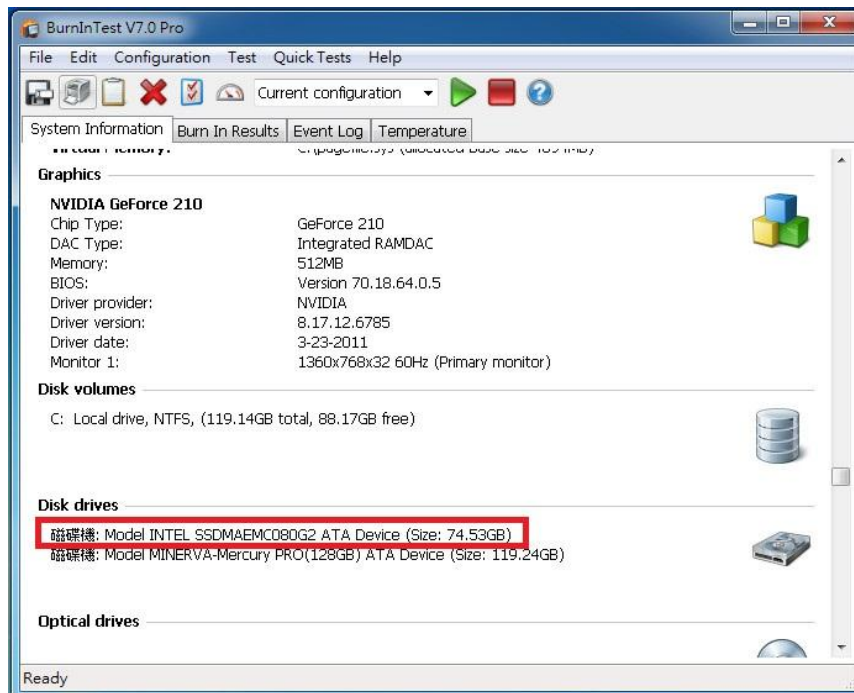 BurnInTest V7.0 Pro
File Edit Configuration Test Quick Tests Help
Current configuration
System Information Burn In Results Event Log Temperature
Graphics
NVIDIA GeForce 210
Chip Type: GeForce 210
DAC Type: Integrated RAMDAC
Memory: 512MB
BIOS: Version 70.18.64.0.5
Driver provider: NVIDIA
Driver version: 8.17.12.6785
Driver date: 3-23-2011
Monitor 1: 1360x768x32 60Hz (Primary monitor)
Disk volumes
C: Local drive, NTFS, (119.14GB total, 88.17GB free)
Disk drives
磁碟機: Model INTEL SSDMAEMC080G2 ATA Device (Size: 74.53GB)
磁碟機: Model MINERVA-Mercury PRO(128GB) ATA Device (Size: 119.24GB)
Optical drives
Ready